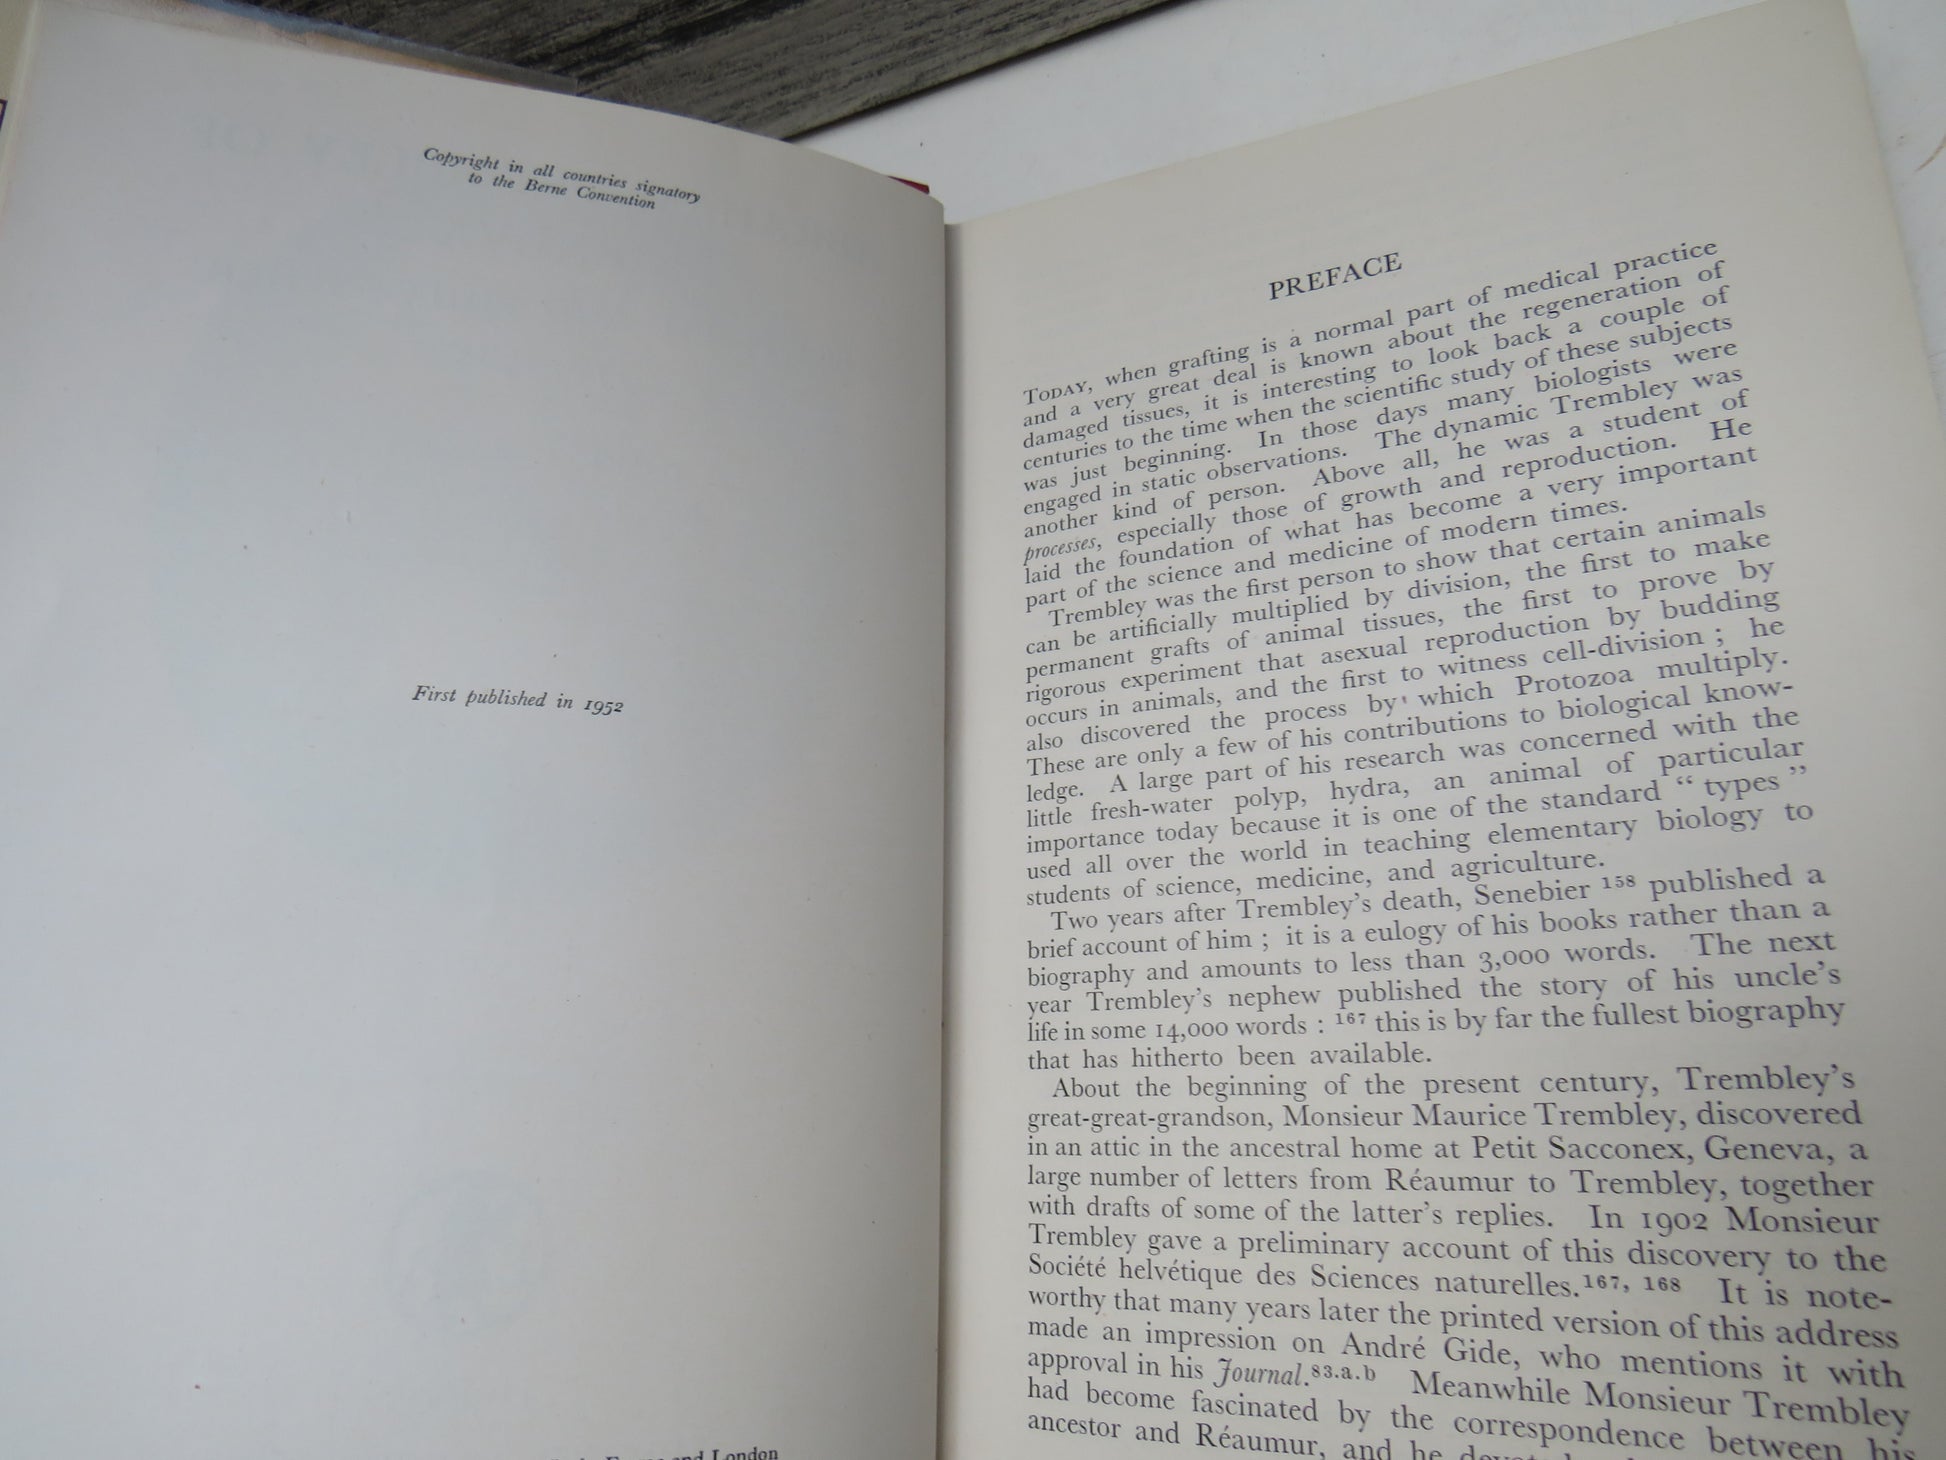 Copyright in all countries signatory
to the Berne Convention
First published in 1952
and London
PREFACE
TODAY, when grafting is a normal part of medical practice
and a very great deal is known about the regeneration of
damaged tissues, it is interesting to look back a couple of
centuries to the time when the scientific study of these subjects
was just beginning. In those days many biologists were
engaged in static observations. The dynamic Trembley was
another kind of person. Above all, he was a student of
processes, especially those of growth and reproduction. He
laid the foundation of what has become a very important
part of the science and medicine of modern times.
Trembley was the first person to show that certain animals
can be artificially multiplied by division, the first to make
permanent grafts of animal tissues, the first to prove by
rigorous experiment that asexual reproduction by budding
occurs in animals, and the first to witness cell-division ; he
also discovered the process by which Protozoa multiply.
These are only a few of his contributions to biological know-
ledge. A large part of his research was concerned with the
little fresh-water polyp, hydra, an animal of particular
importance today because it is one of the standard “ types ”
used all over the world in teaching elementary biology to
students of science, medicine, and agriculture.
Two years after Trembley's death, Senebier 158 published a
brief account of him ; it is a eulogy of his books rather than a
biography and amounts to less than 3,000 words. The next
year Trembley's nephew published the story of his uncle's
life in some 14,000 words : 167 this is by far the fullest biography
that has hitherto been available.
About the beginning of the present century, Trembley's
great-great-grandson, Monsieur Maurice Trembley, discovered
in an attic in the ancestral home at Petit Sacconex, Geneva, a
large number of letters from Réaumur to Trembley, together
with drafts of some of the latter's replies. In 1902 Monsieur
Trembley gave a preliminary account of this discovery to the
Société helvétique des Sciences naturelles.167, 168 It is note-
worthy that many years later the printed version of this address
made an impression on André Gide, who mentions it with
approval in his Journal.83.a.b Meanwhile Monsieur Trembley
had become fascinated by the correspondence between his
ancestor and Réaumur, and he